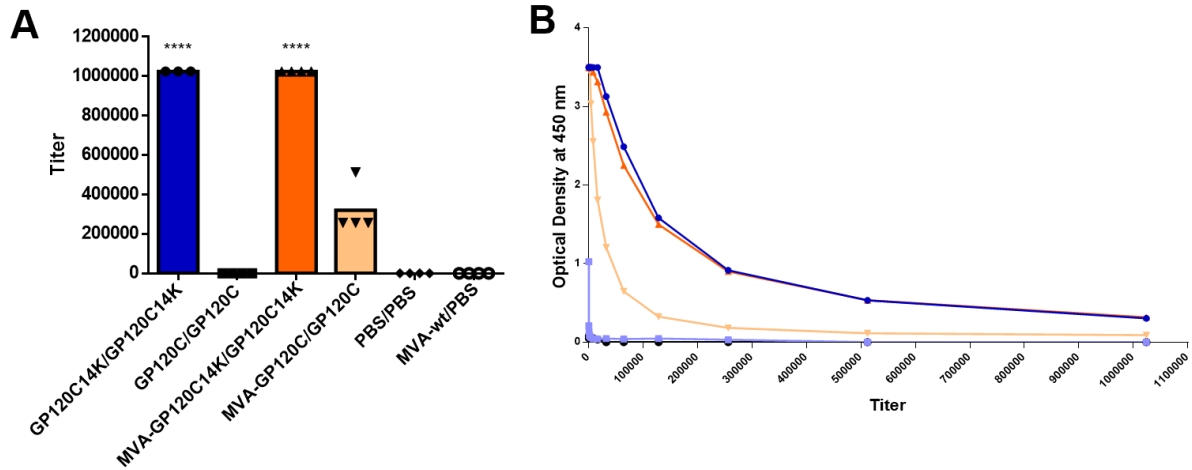 A
Titer
1200000
1000000
800000
600000
400000
200000
0
****
****
GP120C14K/GP120C14K
GP120C/GP120C
MVA-GP120C14K/GP120C14K
MVA-GP120C/GP120C
PBS/PBS
MVA-wt/PBS
B
Optical Density at 450 nm
4
3
2
1
0
0
100000
200000
300000
400000
500000
600000
700000
800000
900000
1000000
1100000
Titer